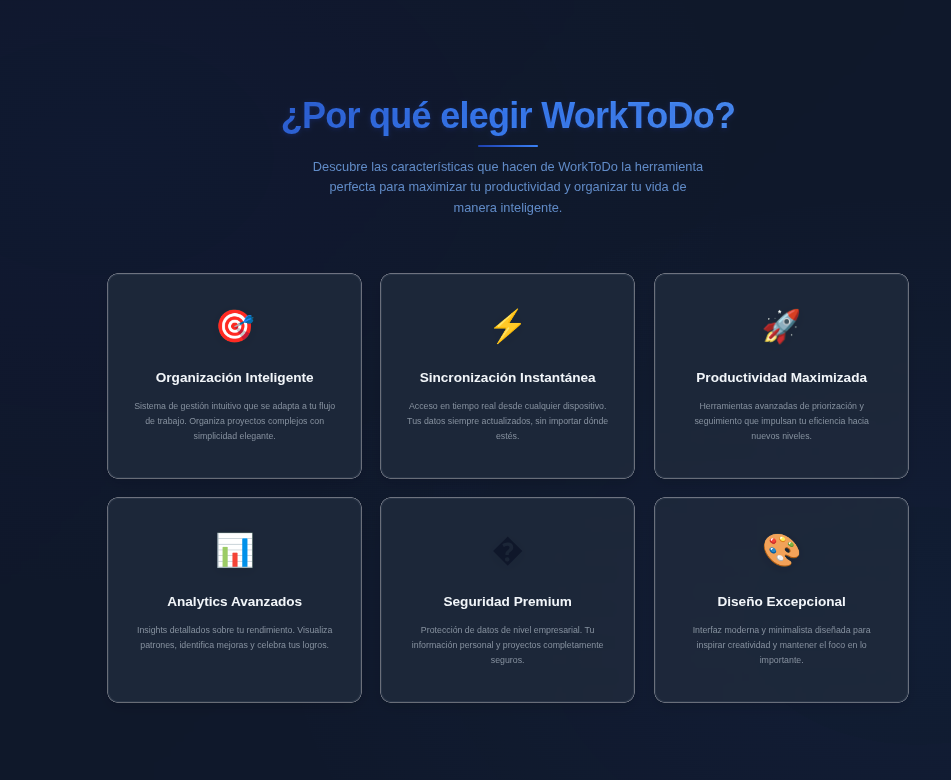 ¿Por qué elegir WorkToDo?
Descubre las características que hacen de WorkToDo la herramienta
perfecta para maximizar tu productividad y organizar tu vida de
manera inteligente.
Organización Inteligente
Sistema de gestión intuitivo que se adapta a tu flujo
de trabajo. Organiza proyectos complejos con
simplicidad elegante.
Sincronización Instantánea
Acceso en tiempo real desde cualquier dispositivo.
Tus datos siempre actualizados, sin importar dónde
estés.
Productividad Maximizada
Herramientas avanzadas de priorización y
seguimiento que impulsan tu eficiencia hacia
nuevos niveles.
Analytics Avanzados
Insights detallados sobre tu rendimiento. Visualiza
patrones, identifica mejoras y celebra tus logros.
�
Seguridad Premium
Protección de datos de nivel empresarial. Tu
información personal y proyectos completamente
seguros.
Diseño Excepcional
Interfaz moderna y minimalista diseñada para
inspirar creatividad y mantener el foco en lo
importante.